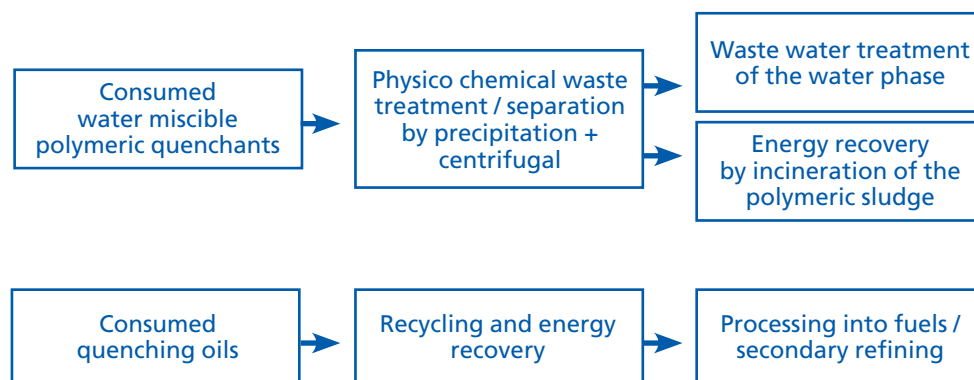 Consumed
water miscible
polymeric quenchants
Physico chemical waste
treatment / separation
by precipitation +
centrifugal
Waste water treatment
of the water phase
Energy recovery
by incineration of the
polymeric sludge
Consumed
quenching oils
Recycling and energy
recovery
Processing into fuels /
secondary refining